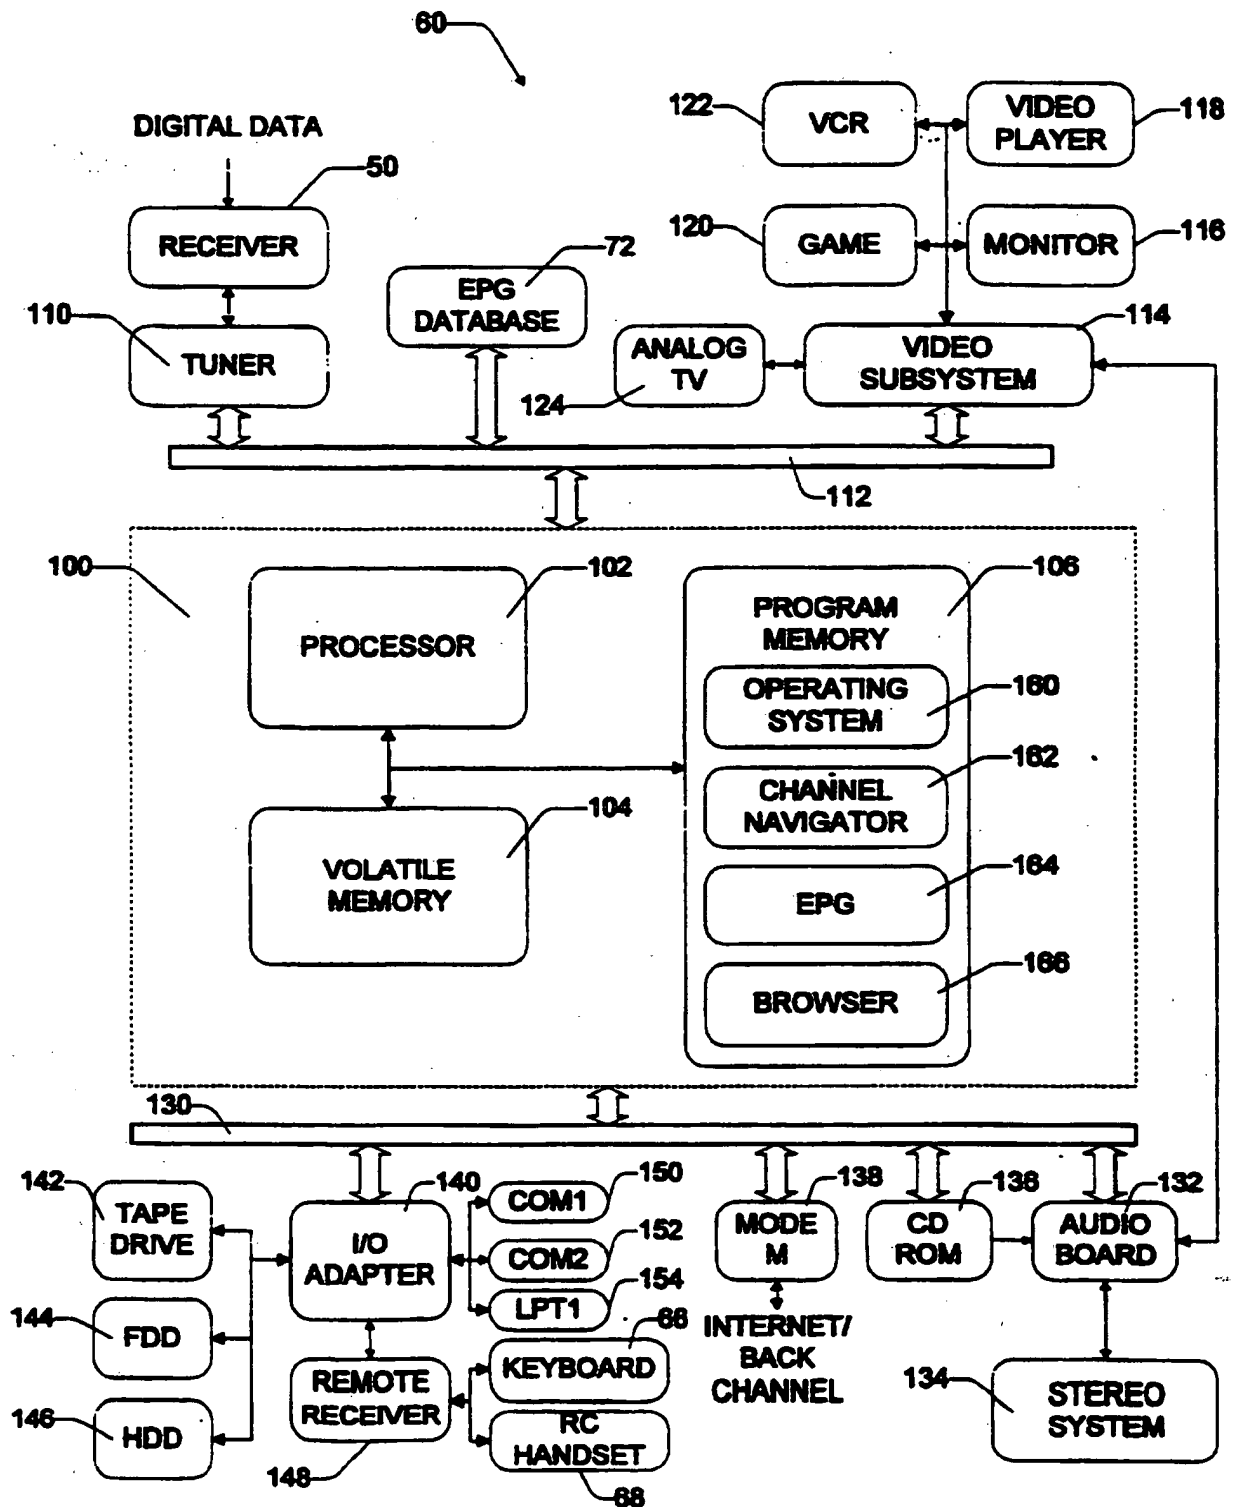 60
DIGITAL DATA
50
RECEIVER
110
TUNER
72
EPG
DATABASE
122
VCR
VIDEO
PLAYER
118
120
GAME
MONITOR
116
ANALOG
TV
124
VIDEO
SUBSYSTEM
114
112
100
102
PROCESSOR
104
VOLATILE
MEMORY
106
PROGRAM
MEMORY
OPERATING
SYSTEM
160
CHANNEL
NAVIGATOR
162
EPG
164
BROWSER
166
130
142
TAPE
DRIVE
144
FDD
146
HDD
140
I/O
ADAPTER
COM1
150
COM2
152
LPT1
154
REMOTE
RECEIVER
148
66
KEYBOARD
RC
HANDSET
68
138
MODE
M
INTERNET/
BACK
CHANNEL
136
CD
ROM
132
AUDIO
BOARD
134
STEREO
SYSTEM